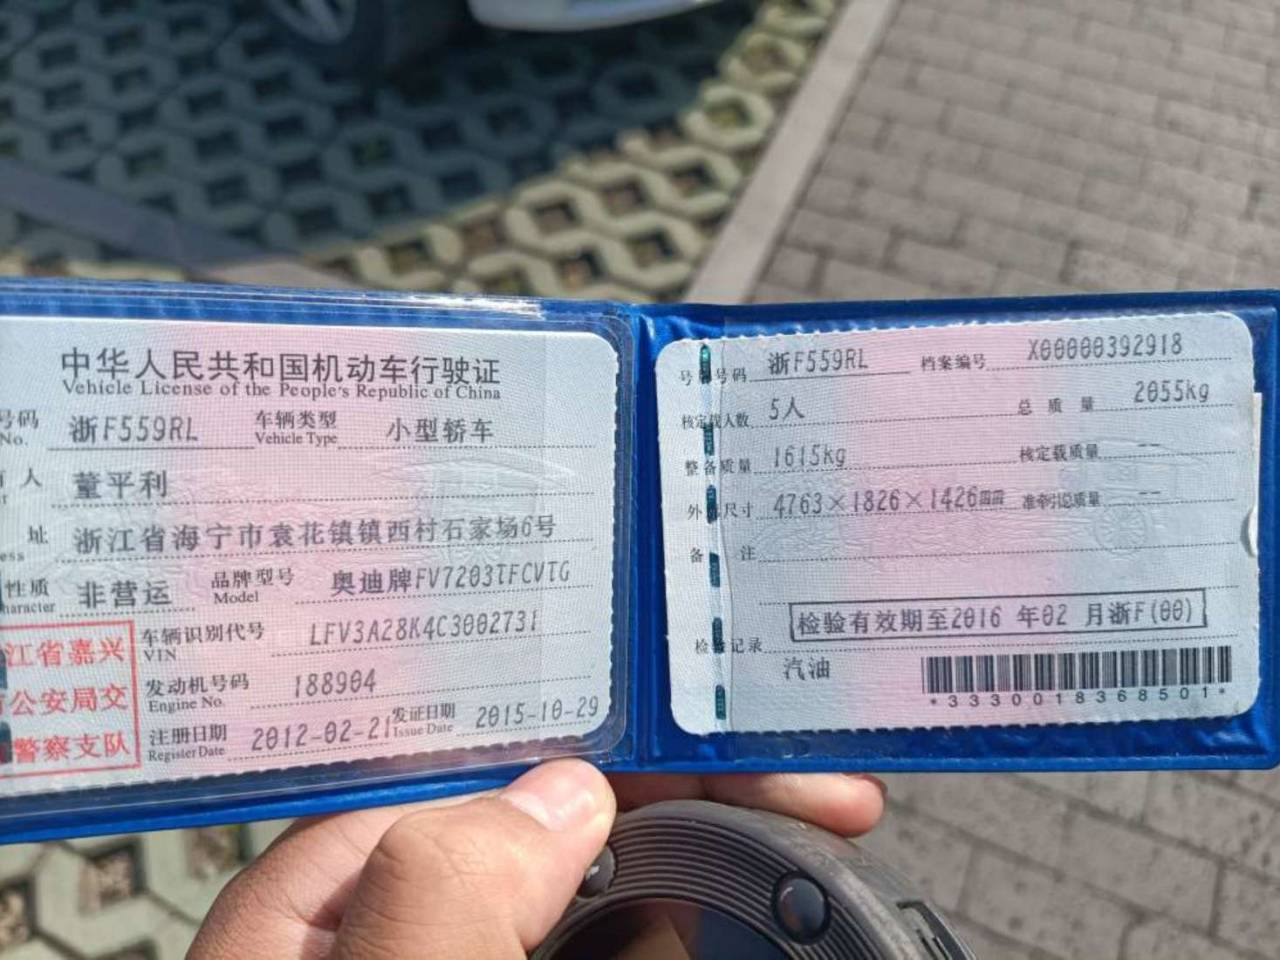 中华人民共和国机动车行驶证
Vehicle License of the People's Republic of China
号码 浙F559RL 车辆类型 小型轿车
No. Vehicle Type
人 董平利
址 浙江省海宁市袁花镇镇西村石家场6号
性质 非营运 品牌型号 奥迪牌FV7203TFCVTG
Model
江省嘉兴
公安局交
警察支队
车辆识别代号 LFV3A28K4C3002731
VIN
发动机号码 188904
Engine No.
注册日期 2012-02-21 发证日期 2015-10-29
Register Date Issue Date
号牌号码 浙F559RL 档案编号 X00000392918
核定载人数 5人 总质量 2055kg
整备质量 1615kg 核定载质量 --
外廓尺寸 4763×1826×1426㎜ 准牵引总质量 --
备注
检验有效期至2016 年02 月浙F(00)
检验记录
汽油
*3330018368501*